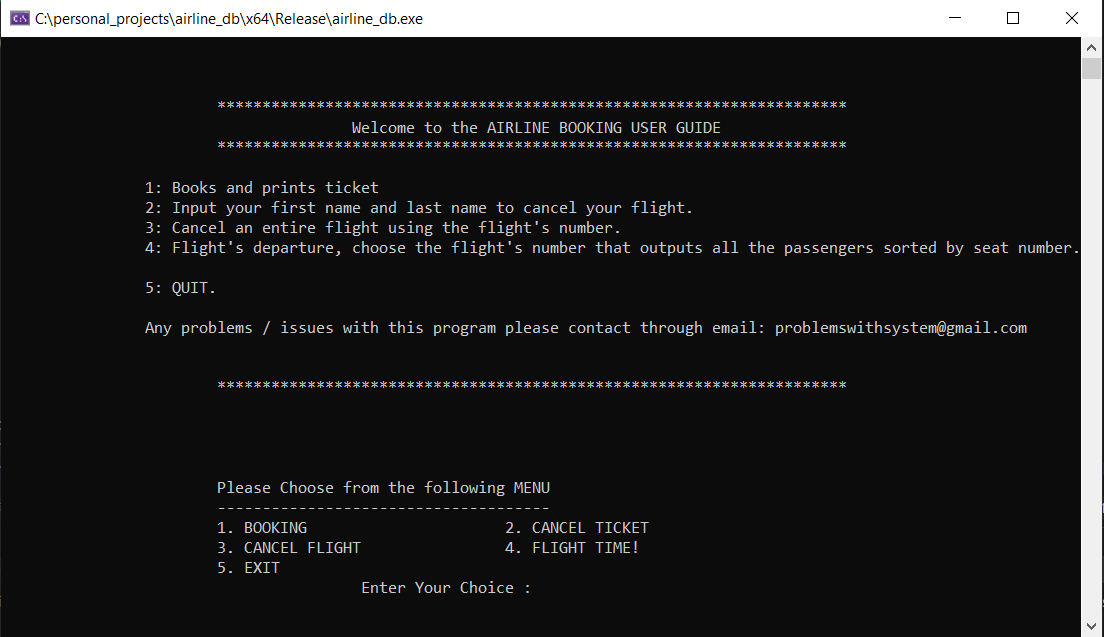 C:\personal_projects\airline_db\x64\Release\airline_db.exe
**********************************************************************
Welcome to the AIRLINE BOOKING USER GUIDE
**********************************************************************
1: Books and prints ticket
2: Input your first name and last name to cancel your flight.
3: Cancel an entire flight using the flight's number.
4: Flight's departure, choose the flight's number that outputs all the passengers sorted by seat number.
5: QUIT.
Any problems / issues with this program please contact through email: problemswithsystem@gmail.com
**********************************************************************
Please Choose from the following MENU
-------------------------------------
1. BOOKING 2. CANCEL TICKET
3. CANCEL FLIGHT 4. FLIGHT TIME!
5. EXIT
Enter Your Choice :